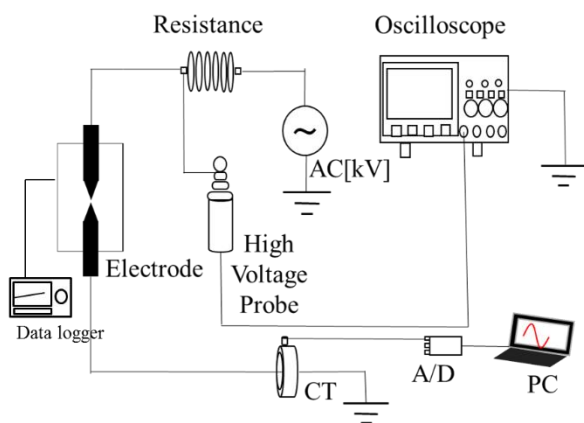 Resistance
Oscilloscope
AC[kV]
Electrode
High
Voltage
Probe
Data logger
CT
A/D
PC